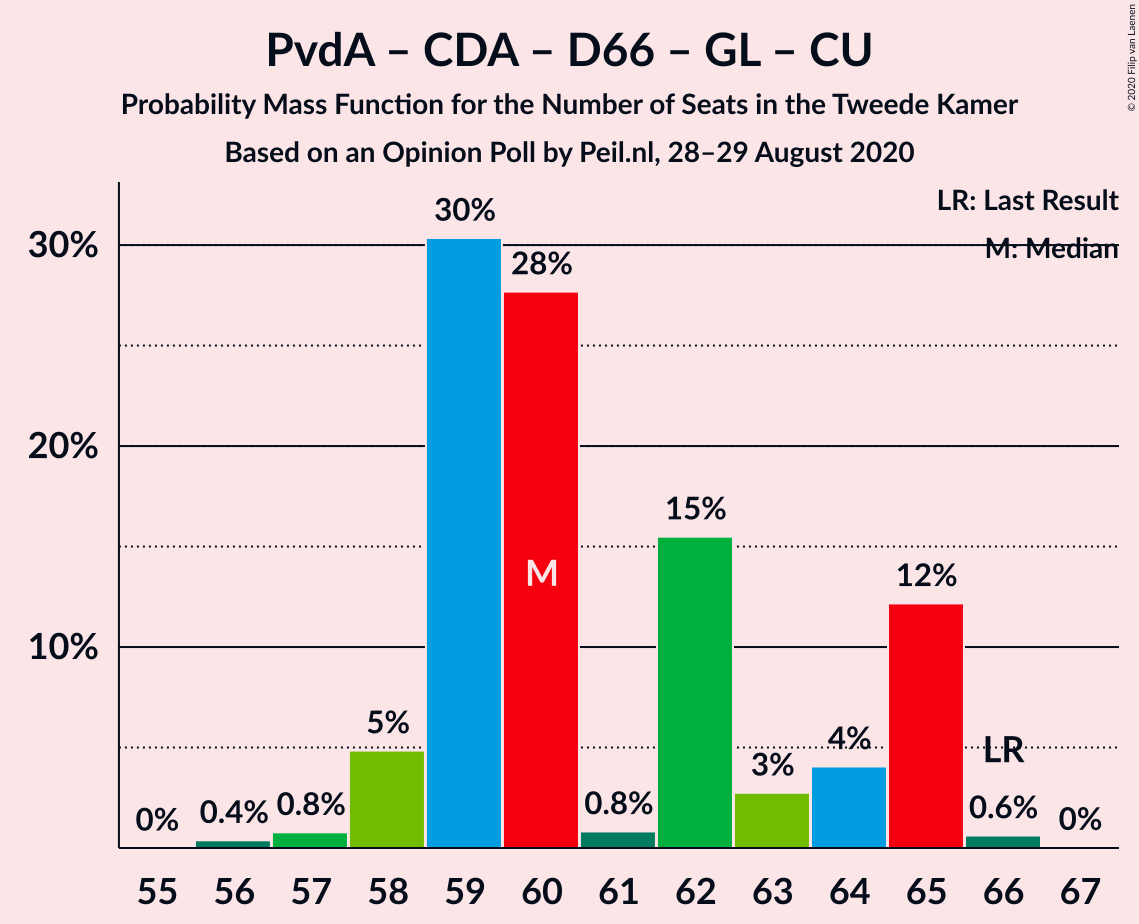 PvdA – CDA – D66 – GL – CU
Probability Mass Function for the Number of Seats in the Tweede Kamer
Based on an Opinion Poll by Peil.nl, 28–29 August 2020
© 2020 Filip van Laenen
LR: Last Result
M: Median
30%
20%
10%
0%
0.4%
0.8%
5%
30%
28%
M
0.8%
15%
3%
4%
12%
LR
0.6%
0%
55 56 57 58 59 60 61 62 63 64 65 66 67